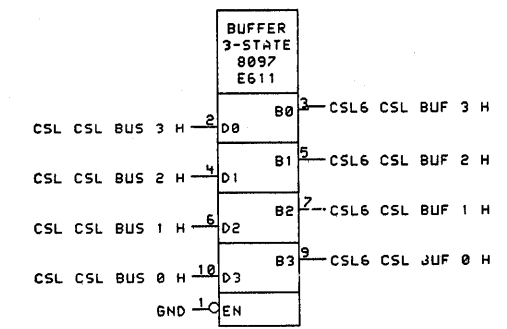 BUFFER
3-STATE
8097
E611
B0 3 CSL6 CSL BUF 3 H
CSL CSL BUS 3 H 2 D0
B1 5 CSL6 CSL BUF 2 H
CSL CSL BUS 2 H 4 D1
B2 7 CSL6 CSL BUF 1 H
CSL CSL BUS 1 H 6 D2
B3 9 CSL6 CSL BUF 0 H
CSL CSL BUS 0 H 10 D3
GND 1 EN